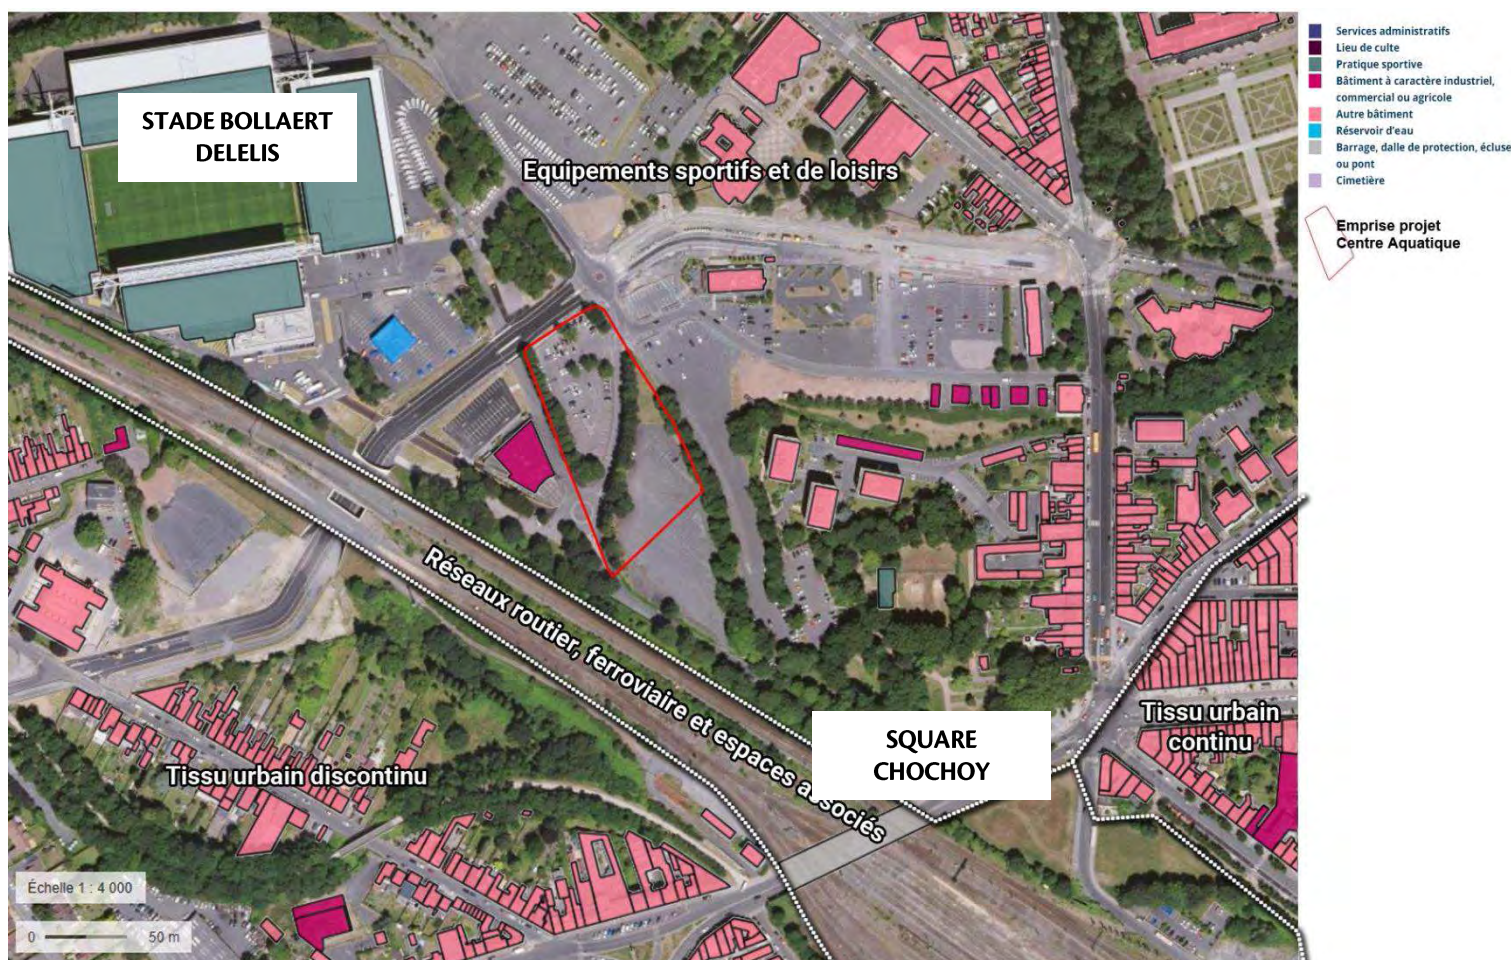 STADE BOLLAERT
DELELIS
Equipements sportifs et de loisirs
Services administratifs
Lieu de culte
Pratique sportive
Bâtiment à caractère industriel,
commercial ou agricole
Autre bâtiment
Réservoir d'eau
Barrage, dalle de protection, écluse
ou pont
Cimetière
Emprise projet
Centre Aquatique
Réseaux routier, ferroviaire et espaces associés
SQUARE
CHOCHOY
Tissu urbain
continu
Tissu urbain discontinu
Échelle 1 : 4 000
0 50 m